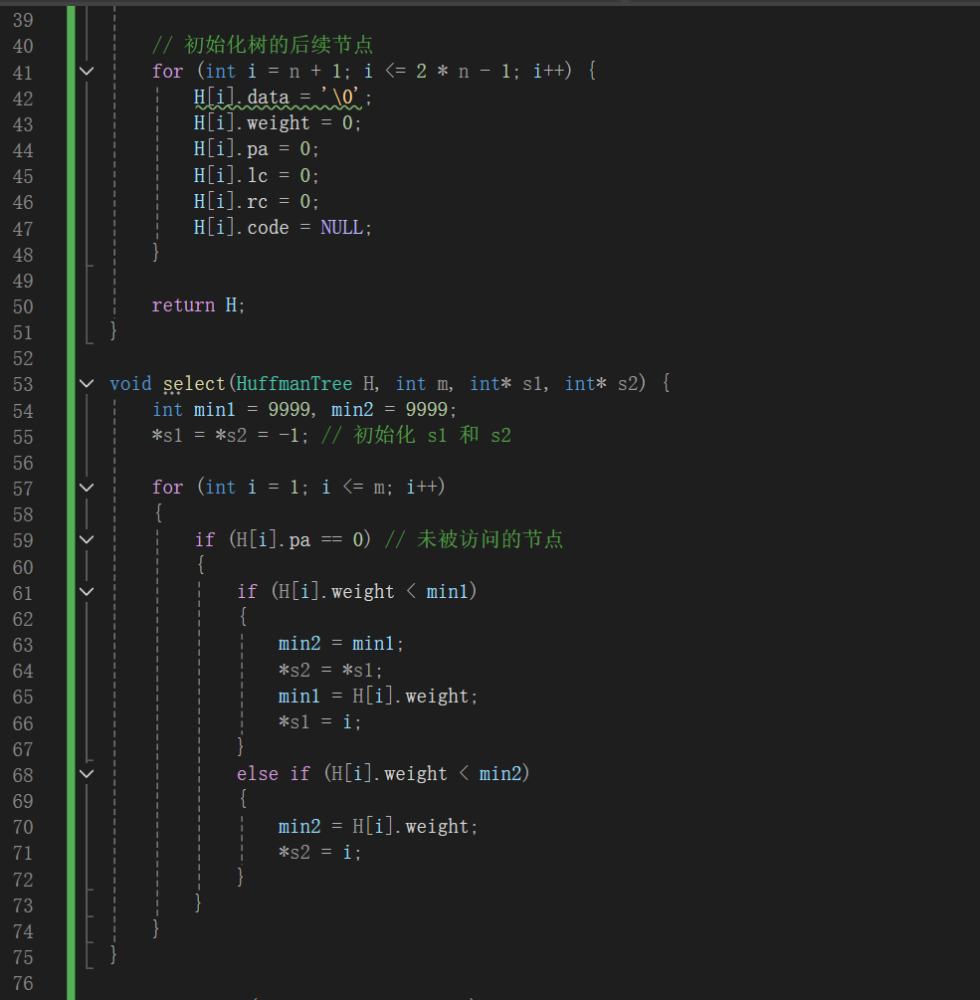 39
40 // 初始化树的后续节点
41 for (int i = n + 1; i <= 2 * n - 1; i++) {
42 H[i].data = '\0';
43 H[i].weight = 0;
44 H[i].pa = 0;
45 H[i].lc = 0;
46 H[i].rc = 0;
47 H[i].code = NULL;
48 }
49
50 return H;
51 }
52
53 void select(HuffmanTree H, int m, int* s1, int* s2) {
54 int min1 = 9999, min2 = 9999;
55 *s1 = *s2 = -1; // 初始化 s1 和 s2
56
57 for (int i = 1; i <= m; i++)
58 {
59 if (H[i].pa == 0) // 未被访问的节点
60 {
61 if (H[i].weight < min1)
62 {
63 min2 = min1;
64 *s2 = *s1;
65 min1 = H[i].weight;
66 *s1 = i;
67 }
68 else if (H[i].weight < min2)
69 {
70 min2 = H[i].weight;
71 *s2 = i;
72 }
73 }
74 }
75 }
76